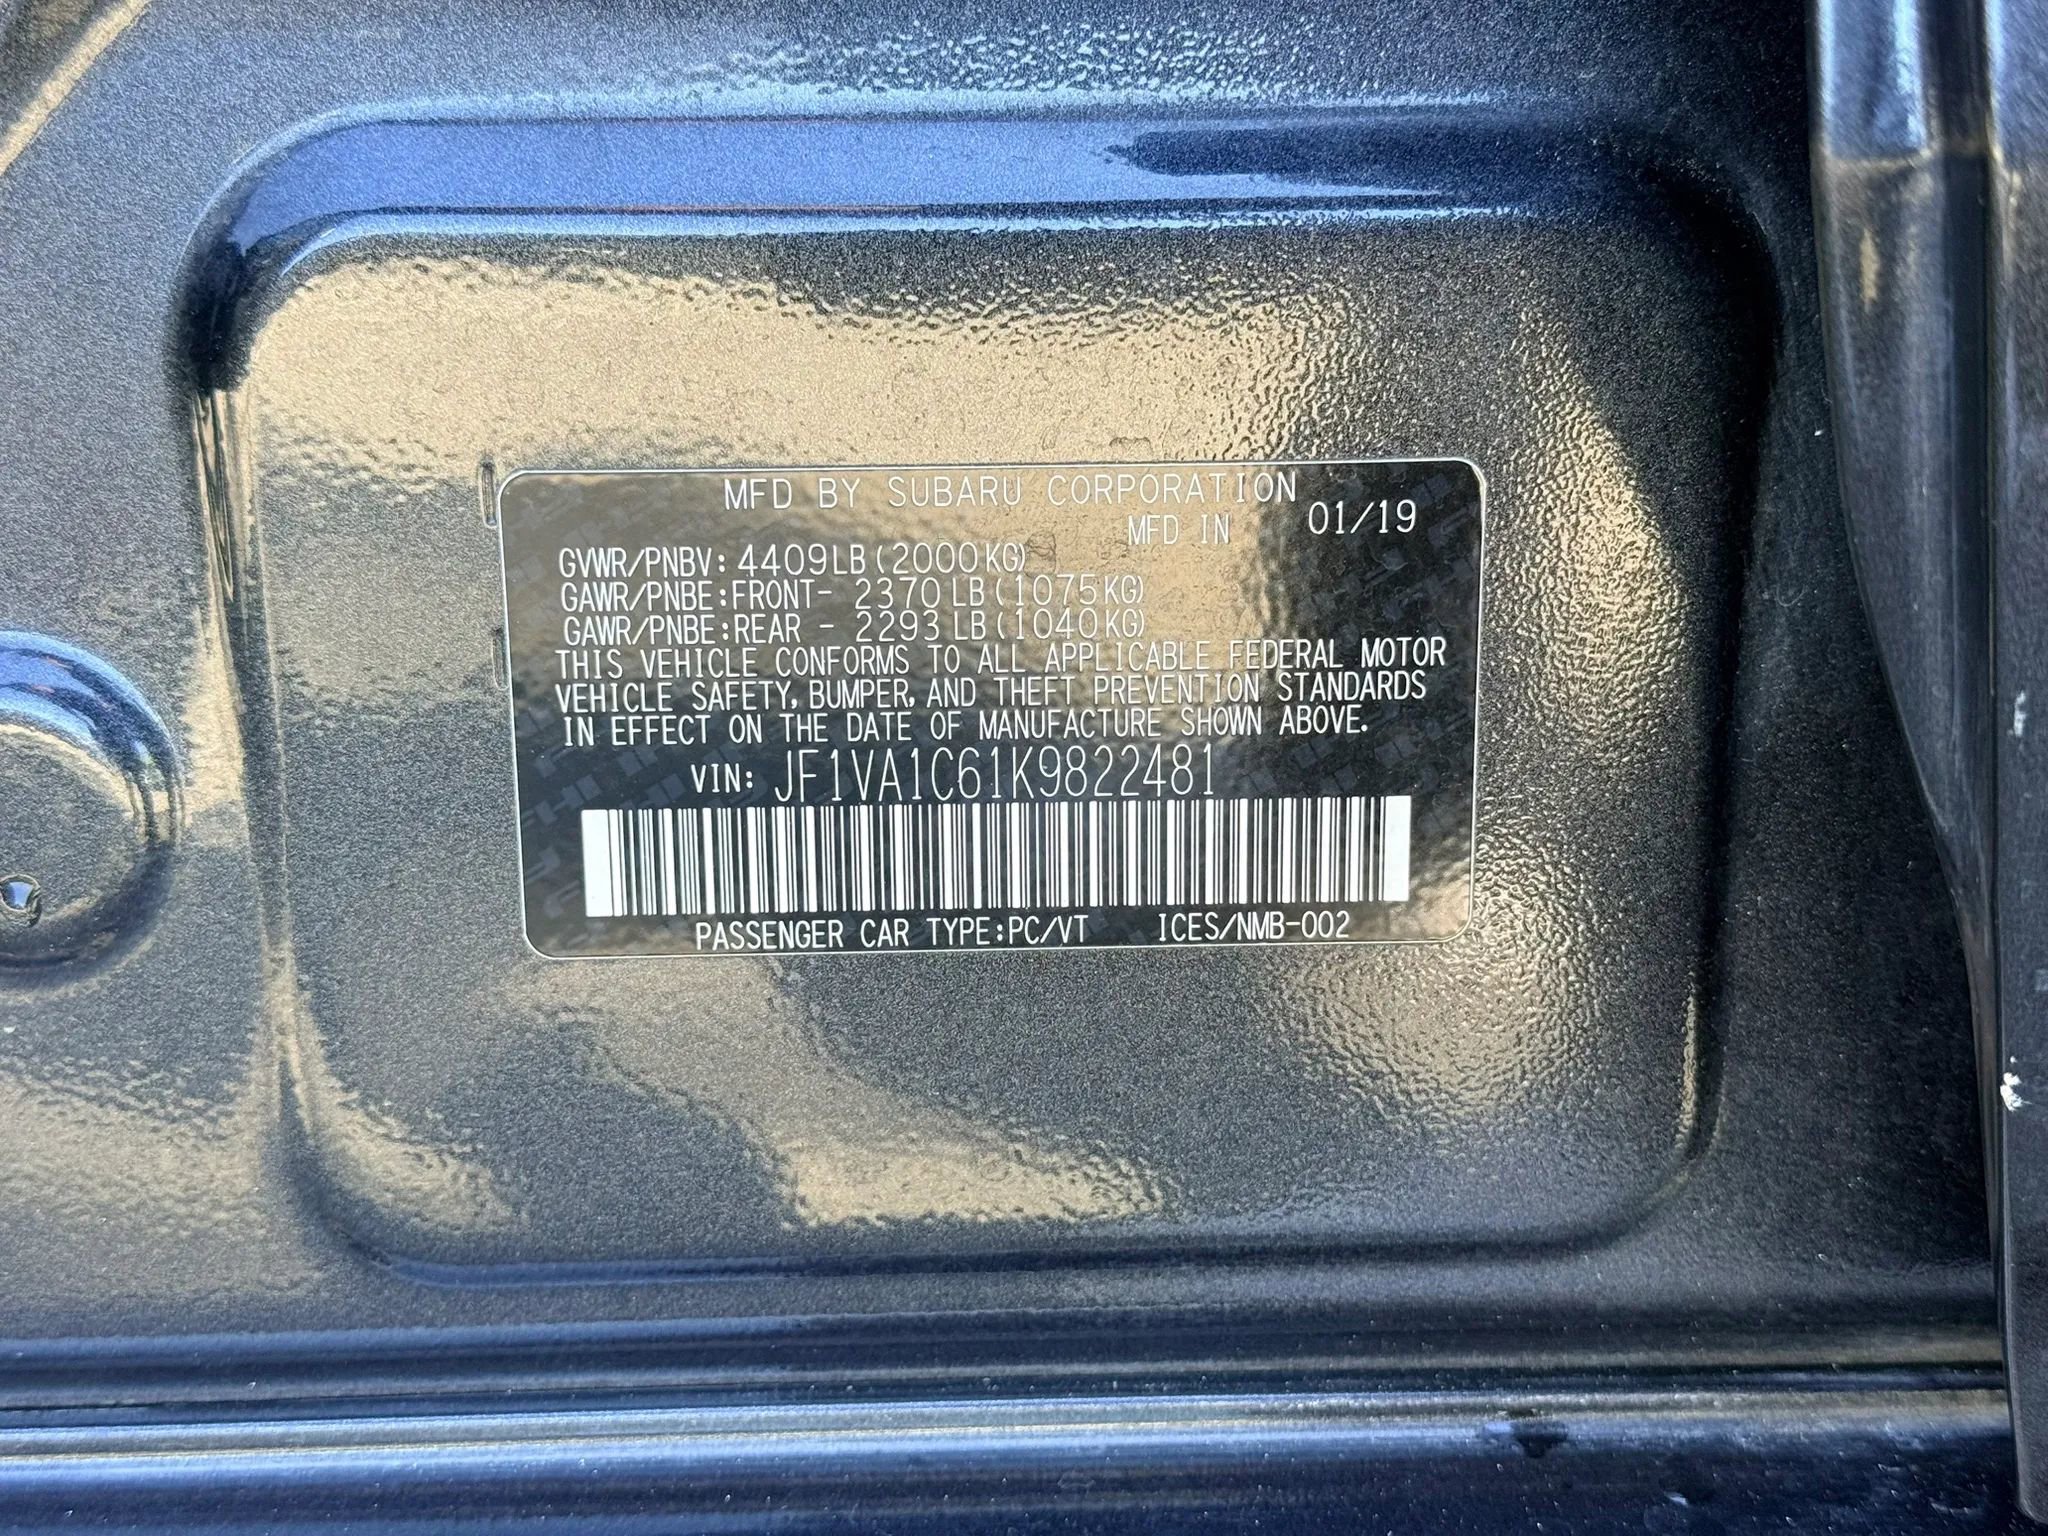 MFD BY SUBARU CORPORATION
MFD IN 01/19
GVWR/PNBV: 4409LB(2000KG)
GAWR/PNBE:FRONT- 2370LB(1075KG)
GAWR/PNBE:REAR - 2293LB(1040KG)
THIS VEHICLE CONFORMS TO ALL APPLICABLE FEDERAL MOTOR
VEHICLE SAFETY, BUMPER, AND THEFT PREVENTION STANDARDS
IN EFFECT ON THE DATE OF MANUFACTURE SHOWN ABOVE.
VIN: JF1VA1C61K9822481
PASSENGER CAR TYPE:PC/VT ICES/NMB-002